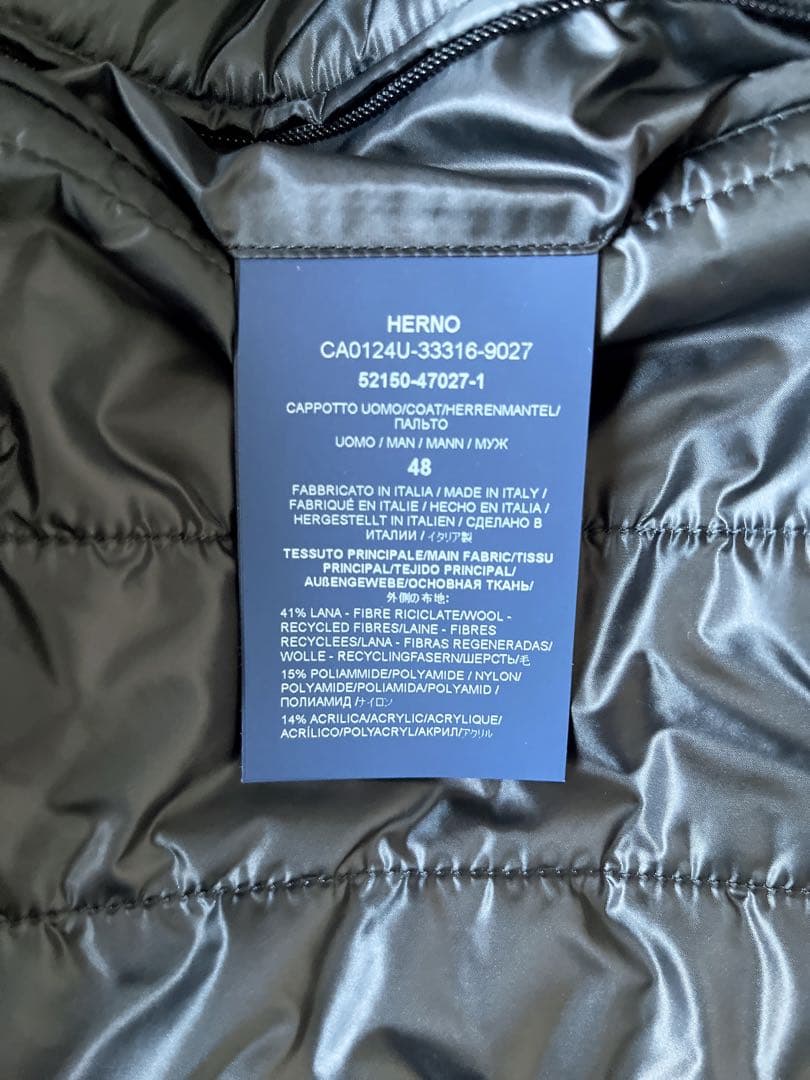 HERNO
CA0124U-33316-9027
52150-47027-1
CAPPOTTO UOMO/COAT/HERRENMANTEL/
ПАЛЬТО
UOMO / MAN / MANN / МУЖ
48
FABBRICATO IN ITALIA / MADE IN ITALY /
FABRIQUÉ EN ITALIE / HECHO EN ITALIA /
HERGESTELLT IN ITALIEN / СДЕЛАНО В
ИТАЛИИ / イタリア製
TESSUTO PRINCIPALE/MAIN FABRIC/TISSU
PRINCIPAL/TEJIDO PRINCIPAL/
AUßENGEWEBE/ОСНОВНАЯ ТКАНЬ/
外側の布地:
41% LANA - FIBRE RICICLATE/WOOL -
RECYCLED FIBRES/LAINE - FIBRES
RECYCLEES/LANA - FIBRAS REGENERADAS/
WOLLE - RECYCLINGFASERN/ШЕРСТЬ/毛
15% POLIAMMIDE/POLYAMIDE / NYLON/
POLYAMIDE/POLIAMIDA/POLYAMID /
ПОЛИАМИД /ナイロン
14% ACRILICA/ACRYLIC/ACRYLIQUE/
ACRÍLICO/POLYACRYL/АКРИЛ/アクリル